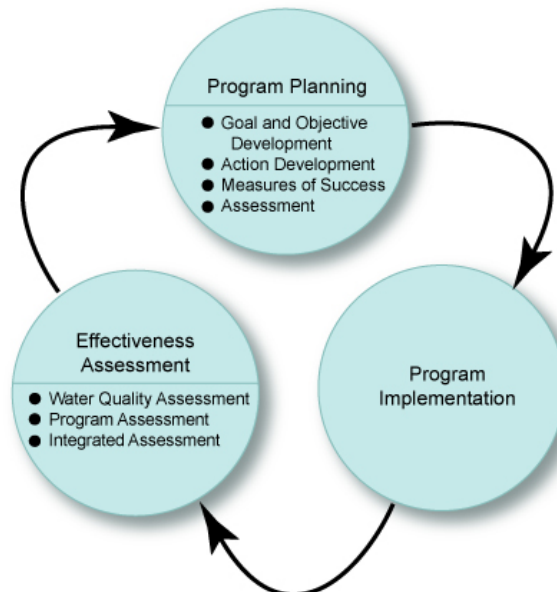 Program Planning
● Goal and Objective
Development
● Action Development
● Measures of Success
● Assessment
Effectiveness
Assessment
● Water Quality Assessment
● Program Assessment
● Integrated Assessment
Program
Implementation